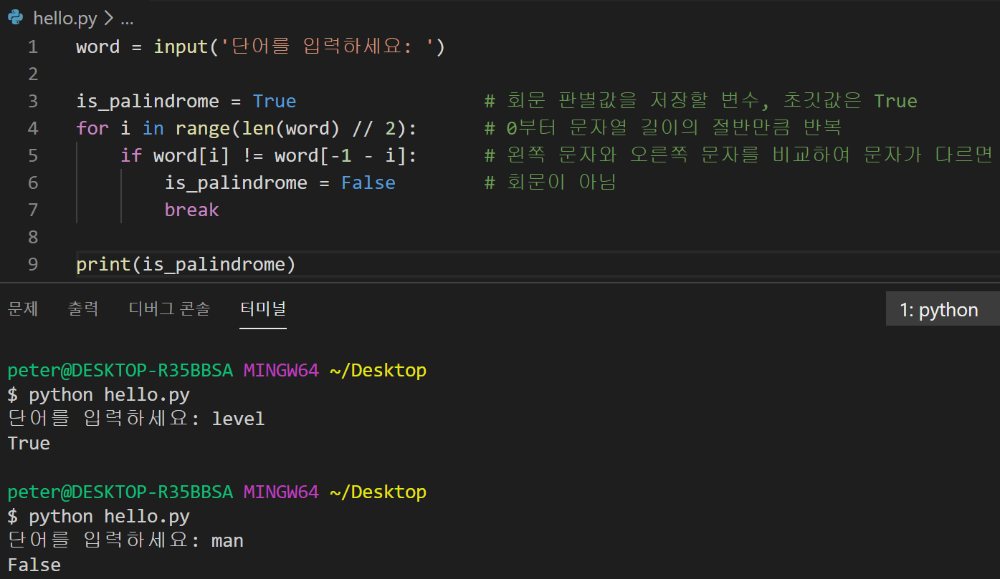 hello.py > ...
1 word = input('단어를 입력하세요: ')
2
3 is_palindrome = True # 회문 판별값을 저장할 변수, 초깃값은 True
4 for i in range(len(word) // 2): # 0부터 문자열 길이의 절반만큼 반복
5 if word[i] != word[-1 - i]: # 왼쪽 문자와 오른쪽 문자를 비교하여 문자가 다르면
6 is_palindrome = False # 회문이 아님
7 break
8
9 print(is_palindrome)
문제 출력 디버그 콘솔 터미널 1: python
peter@DESKTOP-R35BBSA MINGW64 ~/Desktop
$ python hello.py
단어를 입력하세요: level
True
peter@DESKTOP-R35BBSA MINGW64 ~/Desktop
$ python hello.py
단어를 입력하세요: man
False